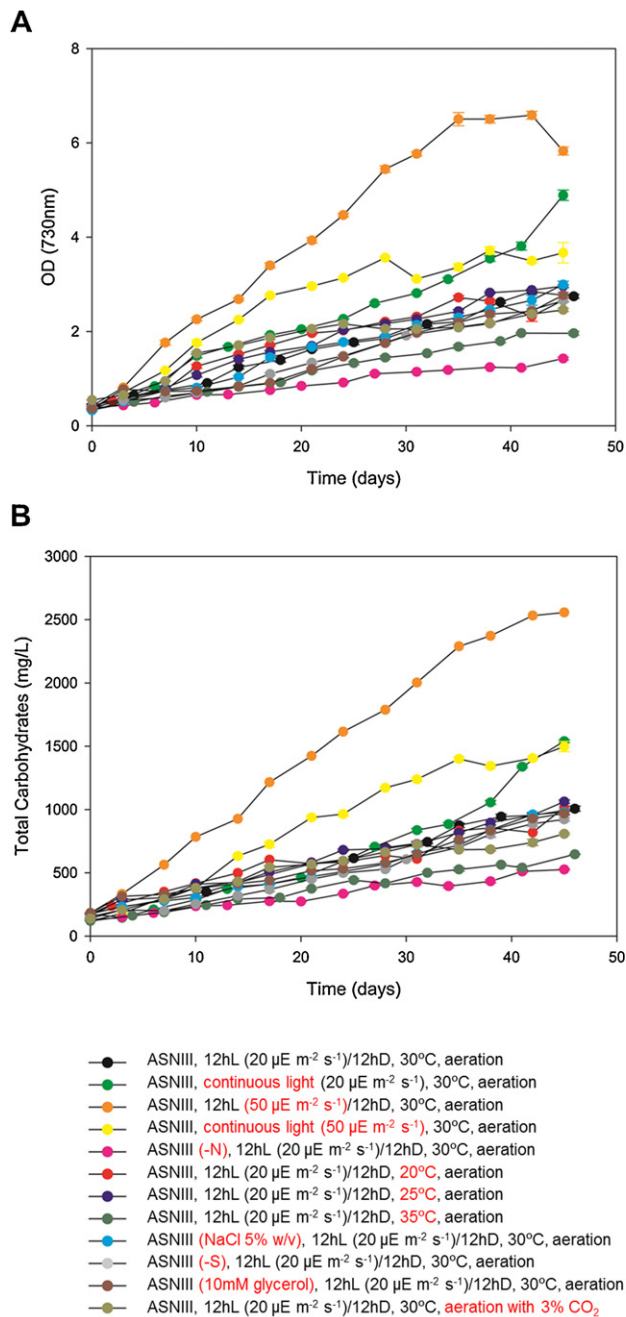 A
8
6
4
2
0
OD (730nm)
0 10 20 30 40 50
Time (days)
B
3000
2500
2000
1500
1000
500
0
Total Carbohydrates (mg/L)
0 10 20 30 40 50
Time (days)
ASNIII, 12hL (20 µE m⁻² s⁻¹)/12hD, 30ºC, aeration
ASNIII, continuous light (20 µE m⁻² s⁻¹), 30ºC, aeration
ASNIII, 12hL (50 µE m⁻² s⁻¹)/12hD, 30ºC, aeration
ASNIII, continuous light (50 µE m⁻² s⁻¹), 30ºC, aeration
ASNIII (-N), 12hL (20 µE m⁻² s⁻¹)/12hD, 30ºC, aeration
ASNIII, 12hL (20 µE m⁻² s⁻¹)/12hD, 20ºC, aeration
ASNIII, 12hL (20 µE m⁻² s⁻¹)/12hD, 25ºC, aeration
ASNIII, 12hL (20 µE m⁻² s⁻¹)/12hD, 35ºC, aeration
ASNIII (NaCl 5% w/v), 12hL (20 µE m⁻² s⁻¹)/12hD, 30ºC, aeration
ASNIII (-S), 12hL (20 µE m⁻² s⁻¹)/12hD, 30ºC, aeration
ASNIII (10mM glycerol), 12hL (20 µE m⁻² s⁻¹)/12hD, 30ºC, aeration
ASNIII, 12hL (20 µE m⁻² s⁻¹)/12hD, 30ºC, aeration with 3% CO₂